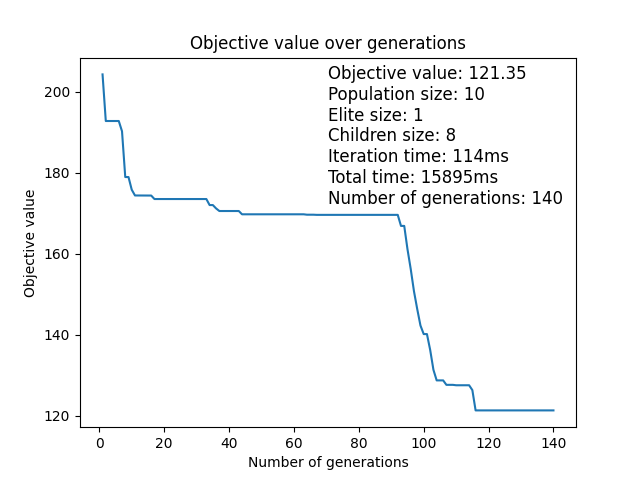 Objective value over generations
Objective value: 121.35
Population size: 10
Elite size: 1
Children size: 8
Iteration time: 114ms
Total time: 15895ms
Number of generations: 140
Objective value
200
180
160
140
120
0 20 40 60 80 100 120 140
Number of generations